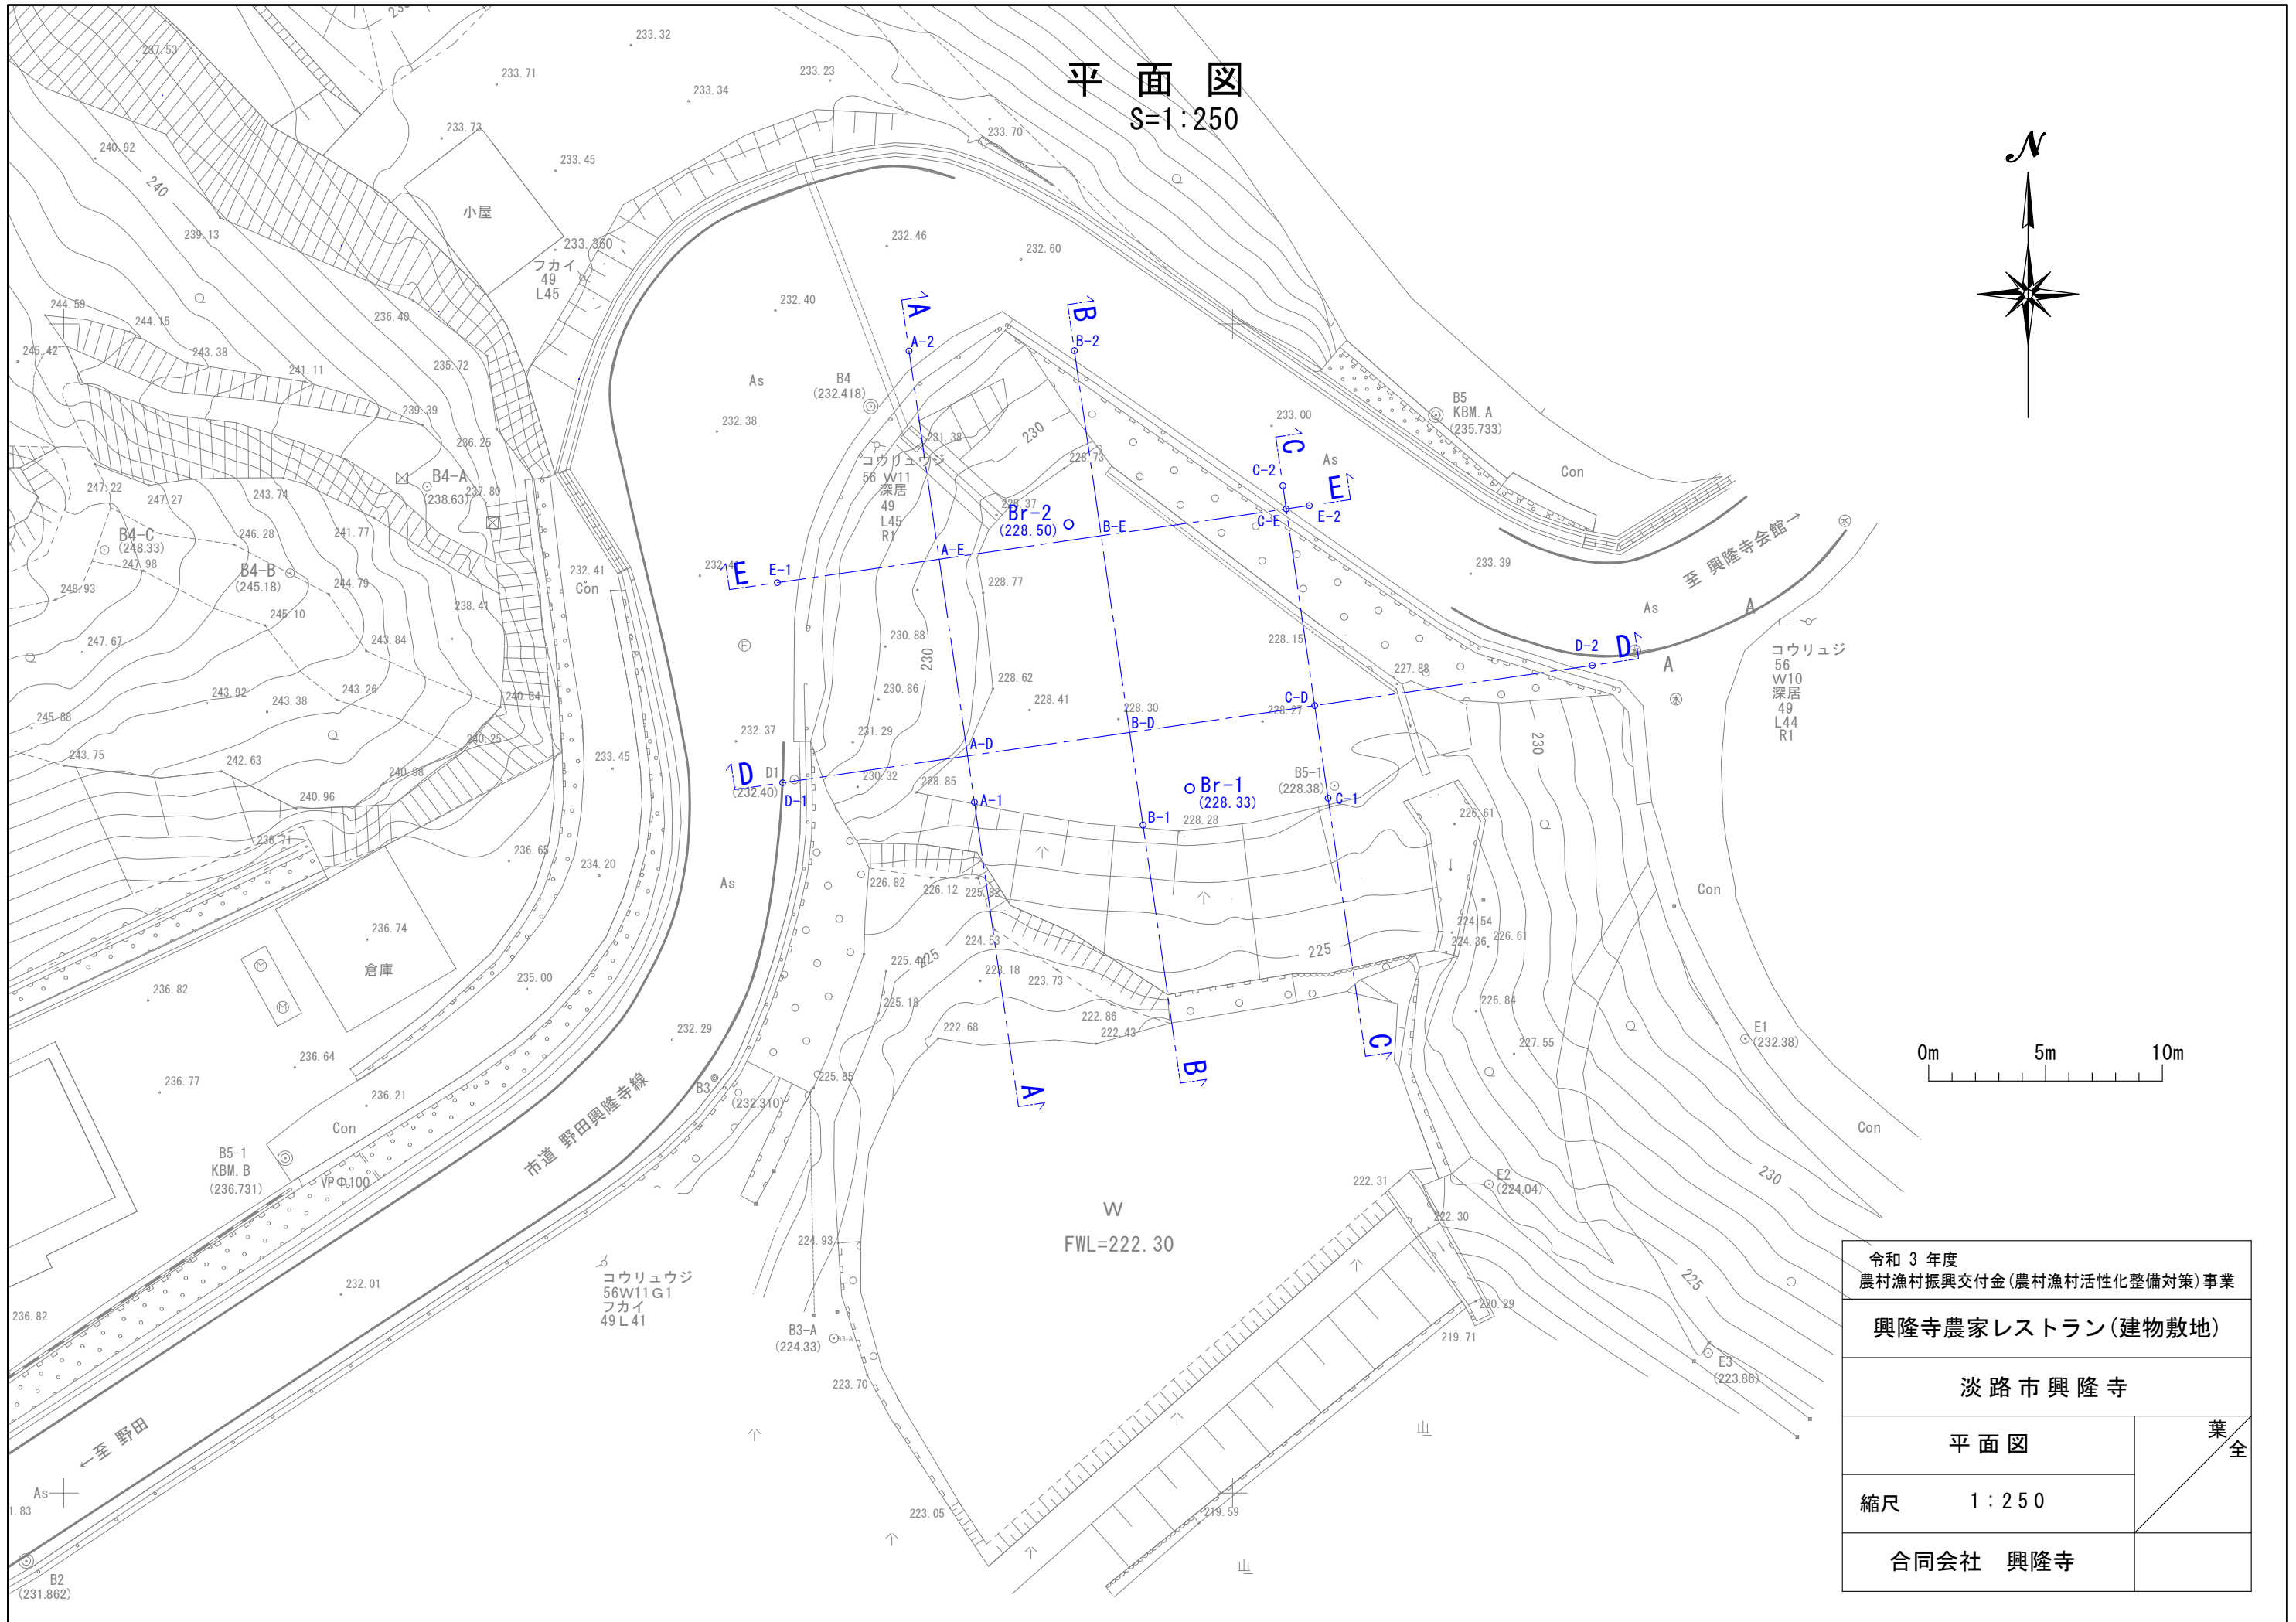 平面図
S=1:250
N
237.53
233.32
233.71
233.34
233.23
233.73
233.45
233.70
240.92
240
239.13
小屋
233.360
フカイ
49
L45
232.46
232.60
232.40
244.59
244.15
243.38
245.42
241.11
236.40
235.72
239.39
236.25
A
A-2
B
B-2
As
B4
(232.418)
232.38
231.38
230
228.73
コウリュウジ
56 W11
深居
49
L45
R1
233.00
C
C-2
As
B5
KBM.A
(235.733)
Con
B4-A
(238.63)
237.80
247.22
247.27
243.74
B4-C
(248.33)
247.98
246.28
241.77
B4-B
(245.18)
244.79
248.93
245.10
238.41
243.84
247.67
232.41
Con
Br-2
(228.50)
B-E
C-E
E
E-2
A-E
E
E-1
228.77
233.39
至 興隆寺会館→
As
A
A
230.88
230
230.86
228.62
228.41
228.30
228.15
227.88
228.27
C-D
B-D
A-D
D-2
D
コウリュジ
56
W10
深居
49
L44
R1
243.92
243.38
243.26
240.34
245.88
243.75
242.63
240.25
240.98
240.96
233.45
232.37
231.29
230.32
228.85
D
D1
(232.40)
D-1
A-1
Br-1
(228.33)
B5-1
(228.38)
C-1
B-1
228.28
230
226.61
238.71
236.65
234.20
As
226.82
226.12
225.82
Con
236.74
倉庫
224.53
225
225
223.18
223.73
224.54
224.36
226.61
236.82
235.00
225.18
222.86
222.68
222.43
226.84
227.55
232.29
236.64
236.77
236.21
B3
(232.310)
225.85
A
B
C
E1
(232.38)
0m 5m 10m
Con
Con
市道 野田興隆寺線
B5-1
KBM.B
(236.731)
VPΦ100
W
FWL=222.30
222.31
E2
(224.04)
222.30
230
224.93
232.01
コウリュウジ
56W11G1
フカイ
49L41
236.82
B3-A
(224.33)
B3-A
223.70
225
220.29
219.71
E3
(223.86)
←至 野田
As
223.05
219.59
B2
(231.862)
令和 3 年度
農村漁村振興交付金(農村漁村活性化整備対策)事業
興隆寺農家レストラン(建物敷地)
淡路市興隆寺
平面図
葉
全
縮尺 1:250
合同会社 興隆寺